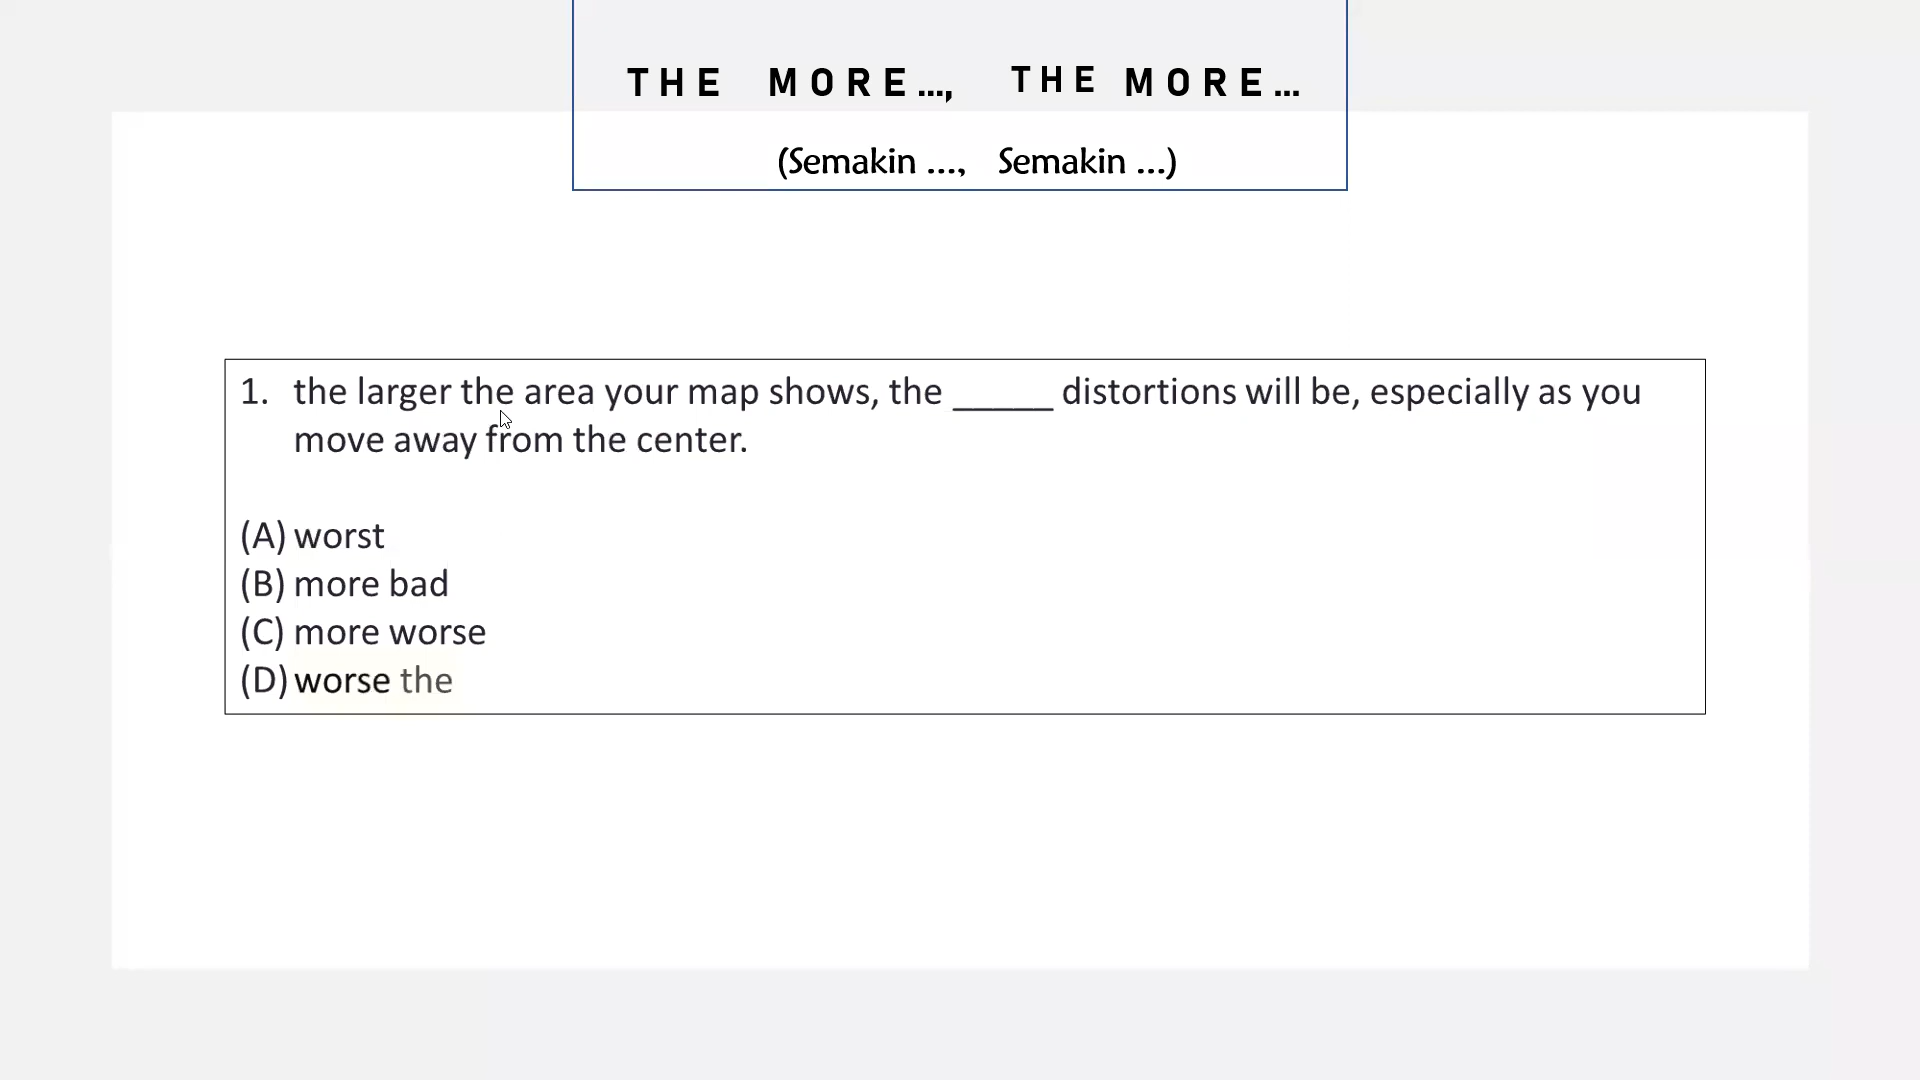 THE MORE…, THE MORE…
(Semakin …, Semakin …)
1. the larger the area your map shows, the _____ distortions will be, especially as you
move away from the center.
(A) worst
(B) more bad
(C) more worse
(D) worse the